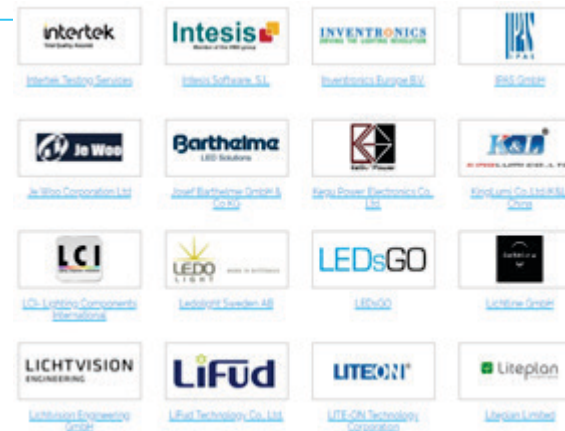 intertek
Total Quality. Assured.
Intesis
Member of the HMS group
INVENTRONICS
DRIVING THE LIGHTING REVOLUTION
IPAS
Intertek Testing Services
Intesis Software, S.L.
Inventronics Europe B.V.
IPAS GmbH
Je Woo
Barthelme
LED Solutions
K&L
Je Woo Corporation Ltd
Josef Barthelme GmbH &
Co KG
Kegu Power Electronics Co.,
Ltd.
KingLumi Co.,Ltd/K&L
China
LCI
LEDO
LIGHT
LEDsGO
LCI- Lighting Components
International
Ledolight Sweden AB
LEDsGO
Lichtline GmbH
LICHTVISION
ENGINEERING
LiFud
LITEON®
Liteplan
Lichtvision Engineering
GmbH
LiFud Technology Co., Ltd.
LITE-ON Technology
Corporation
Liteplan Limited